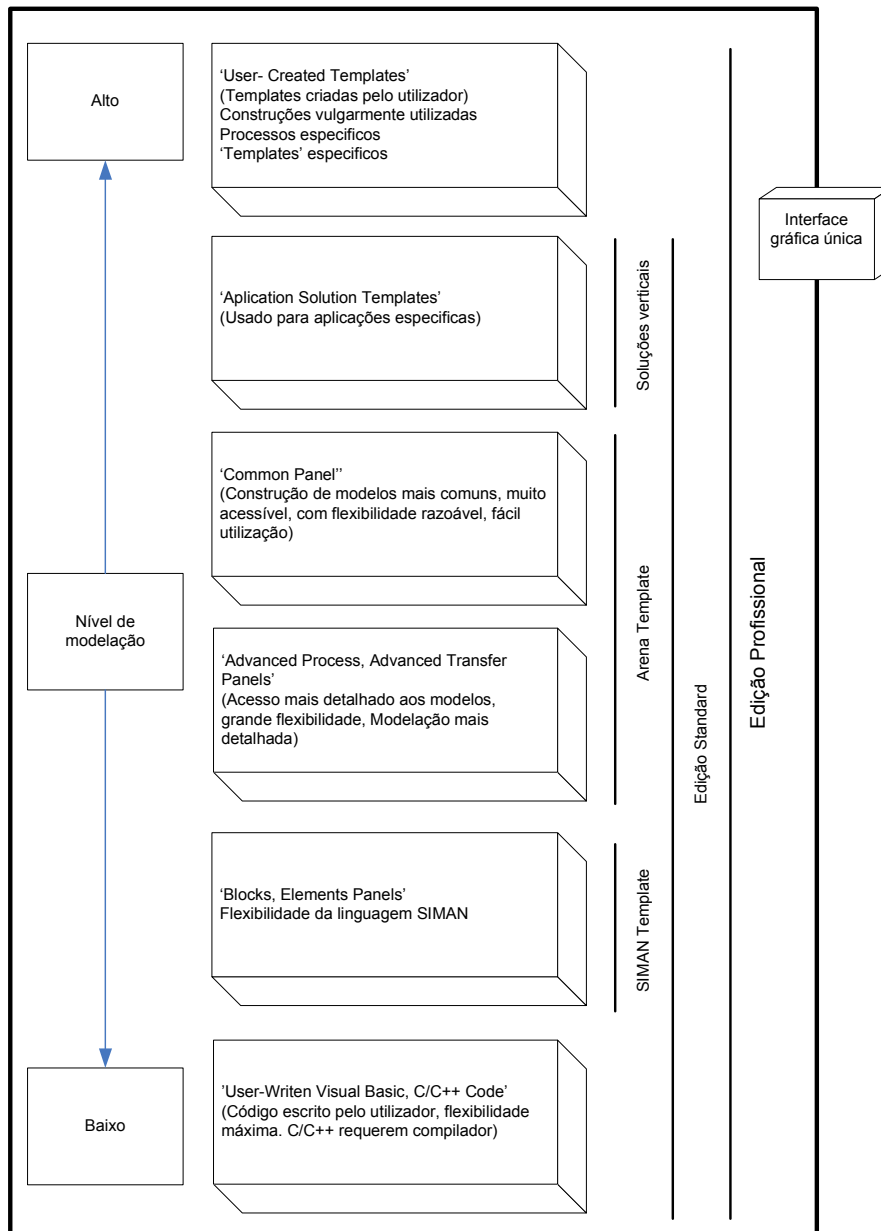 Alto
‘User- Created Templates’
(Templates criadas pelo utilizador)
Construções vulgarmente utilizadas
Processos especificos
‘Templates’ especificos
Interface
gráfica única
‘Aplication Solution Templates’
(Usado para aplicações especificas)
Soluções verticais
‘Common Panel’’
(Construção de modelos mais comuns, muito
acessível, com flexibilidade razoável, fácil
utilização)
Nível de
modelação
‘Advanced Process, Advanced Transfer
Panels’
(Acesso mais detalhado aos modelos,
grande flexibilidade, Modelação mais
detalhada)
Arena Template
Edição Standard
Edição Profissional
‘Blocks, Elements Panels’
Flexibilidade da linguagem SIMAN
SIMAN Template
Baixo
’User-Writen Visual Basic, C/C++ Code’
(Código escrito pelo utilizador, flexibilidade
máxima. C/C++ requerem compilador)